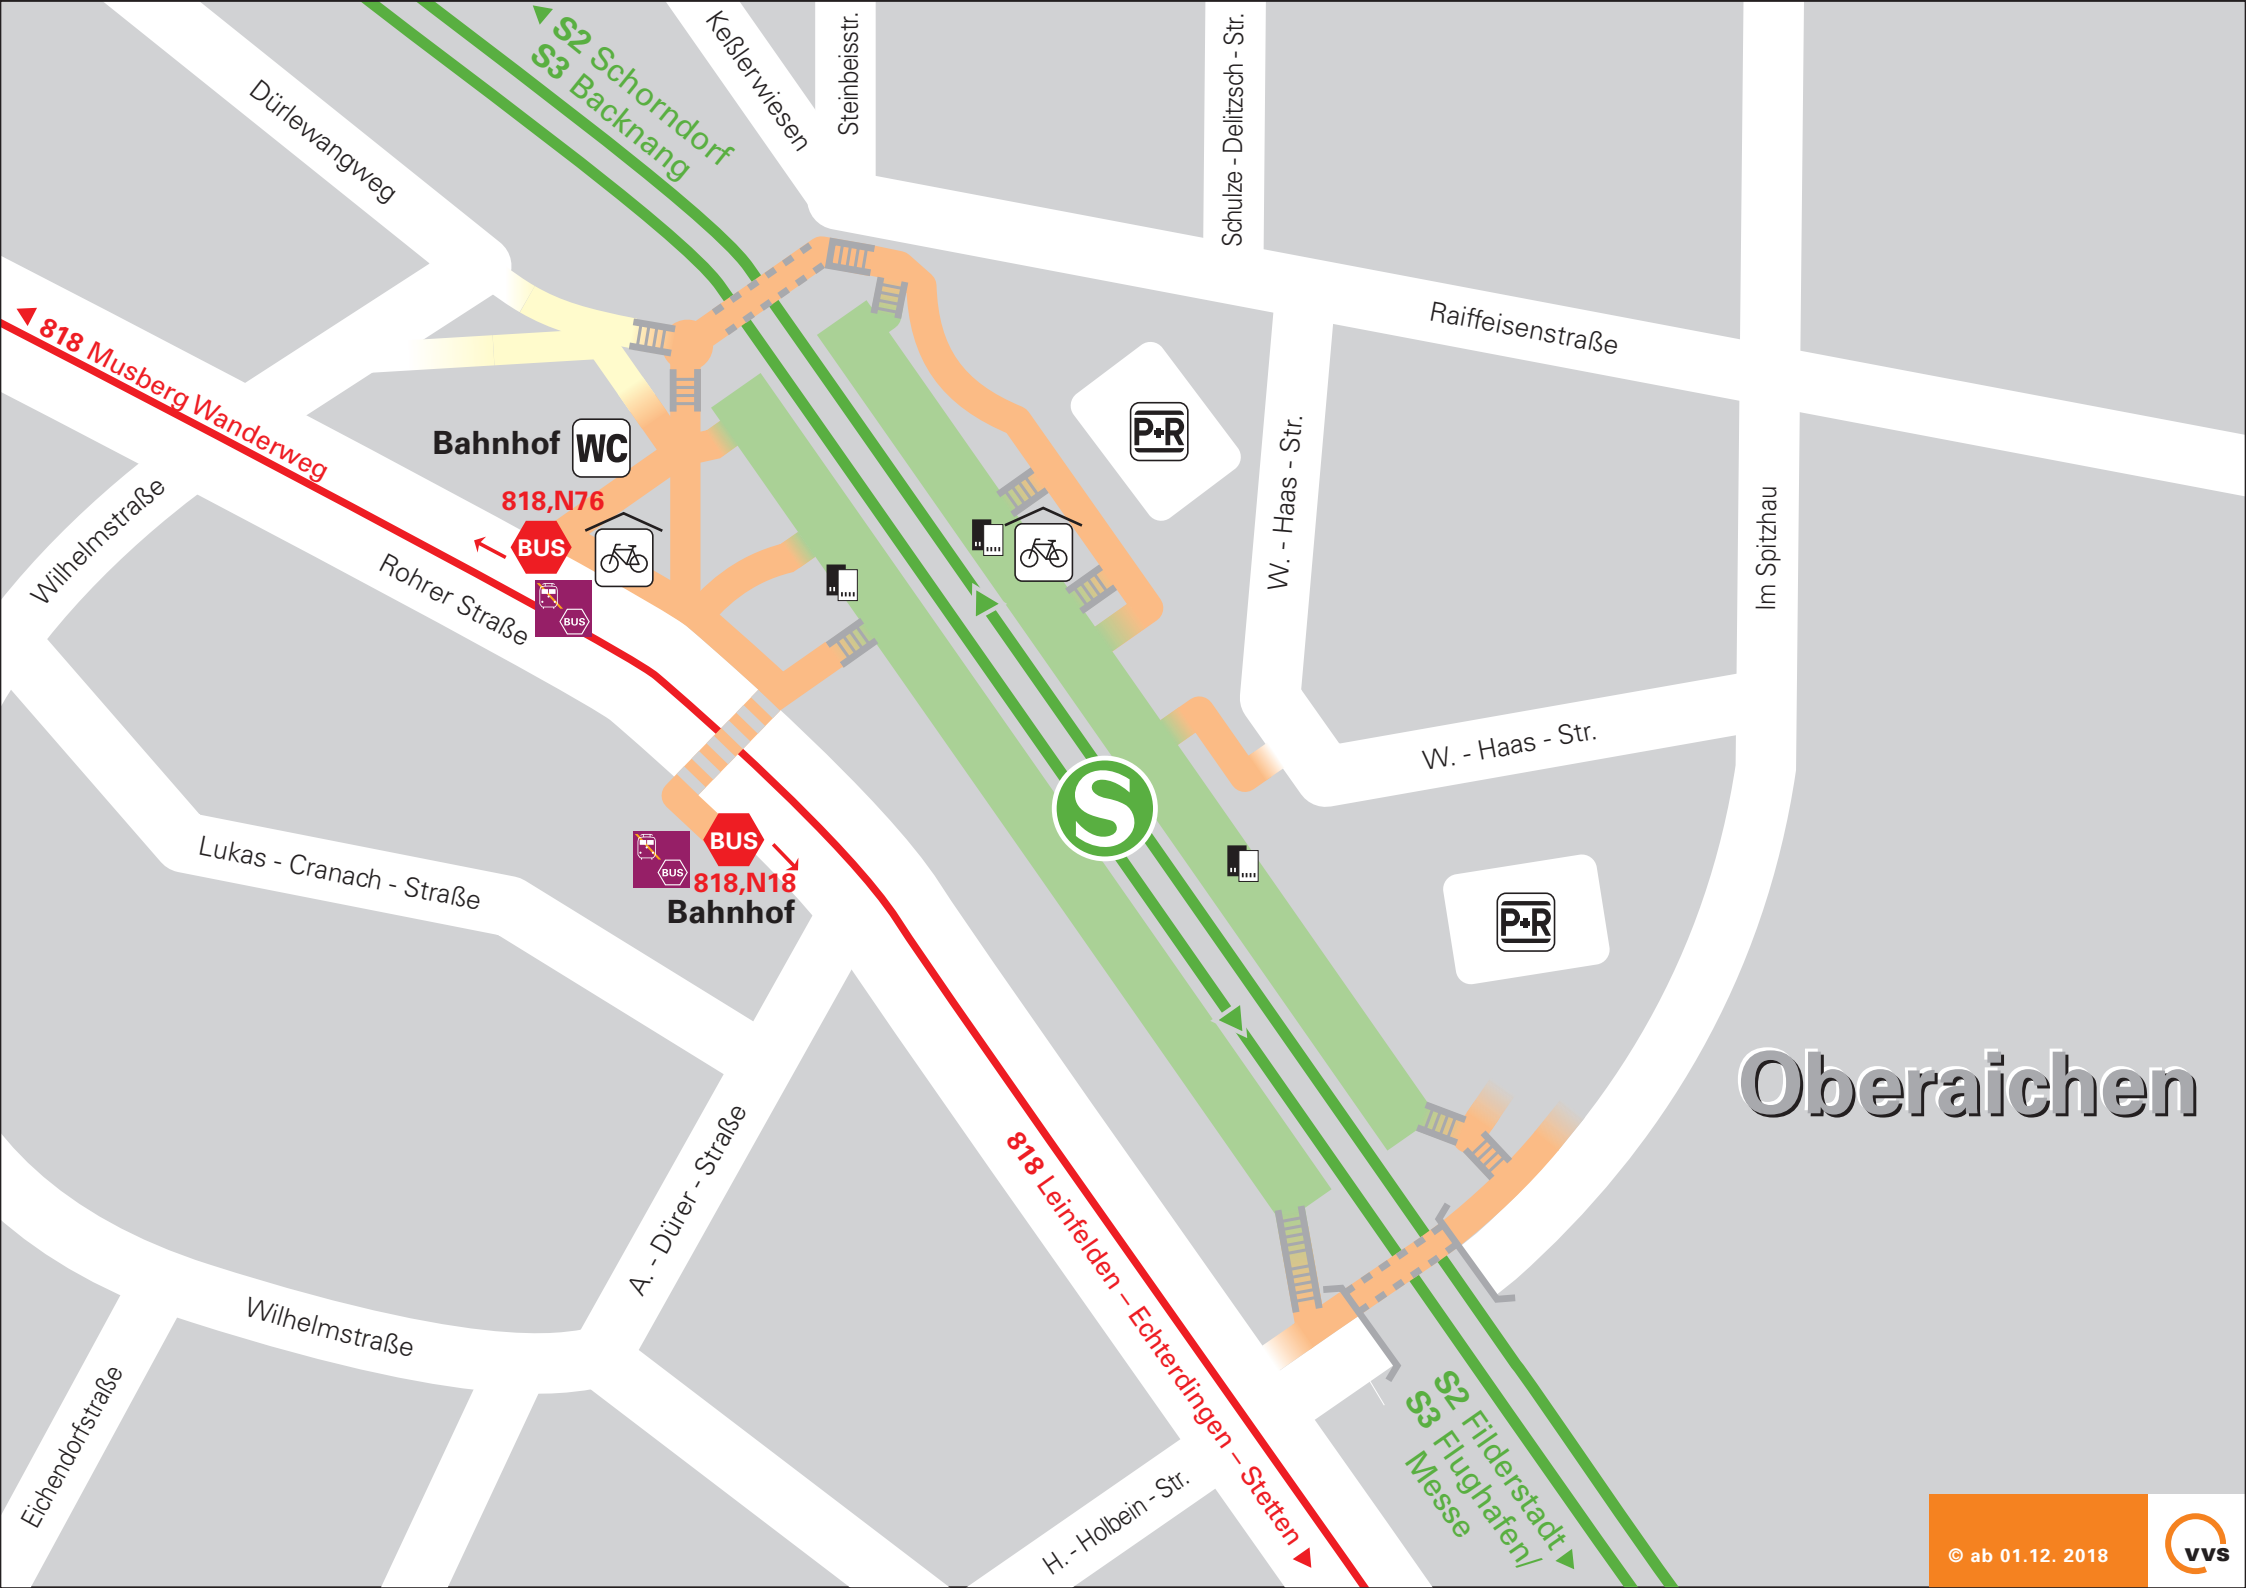 S2 Schorndorf
S3 Backnang
Keßlerwiesen
Steinbeisstr.
Schulze - Delitzsch - Str.
Dürlewangweg
Raiffeisenstraße
818 Musberg Wanderweg
Bahnhof WC
818,N76
BUS
BUS
P+R
W. - Haas - Str.
Im Spitzhau
Wilhelmstraße
Rohrer Straße
W. - Haas - Str.
S
BUS
BUS
818,N18
Bahnhof
Lukas - Cranach - Straße
P+R
Oberaichen
A. - Dürer - Straße
818 Leinfelden – Echterdingen – Stetten
Wilhelmstraße
Eichendorfstraße
H. - Holbein - Str.
S2 Filderstadt
S3 Flughafen/
Messe
© ab 01.12. 2018
vvs